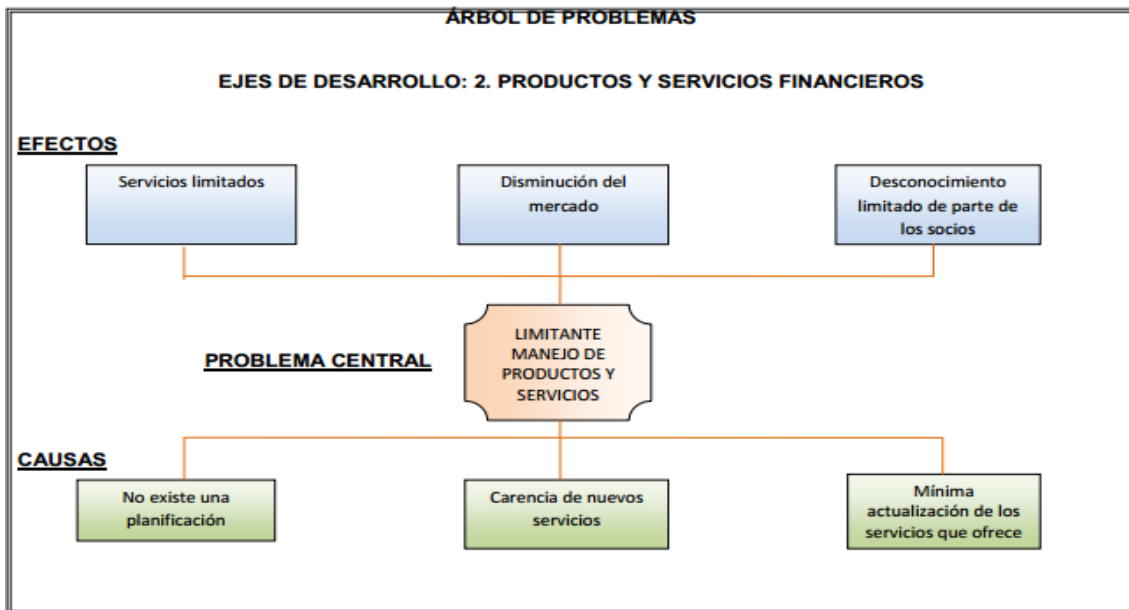 ÁRBOL DE PROBLEMAS
EJES DE DESARROLLO: 2. PRODUCTOS Y SERVICIOS FINANCIEROS
EFECTOS
Servicios limitados
Disminución del
mercado
Desconocimiento
limitado de parte de
los socios
PROBLEMA CENTRAL
LIMITANTE
MANEJO DE
PRODUCTOS Y
SERVICIOS
CAUSAS
No existe una
planificación
Carencia de nuevos
servicios
Mínima
actualización de los
servicios que ofrece